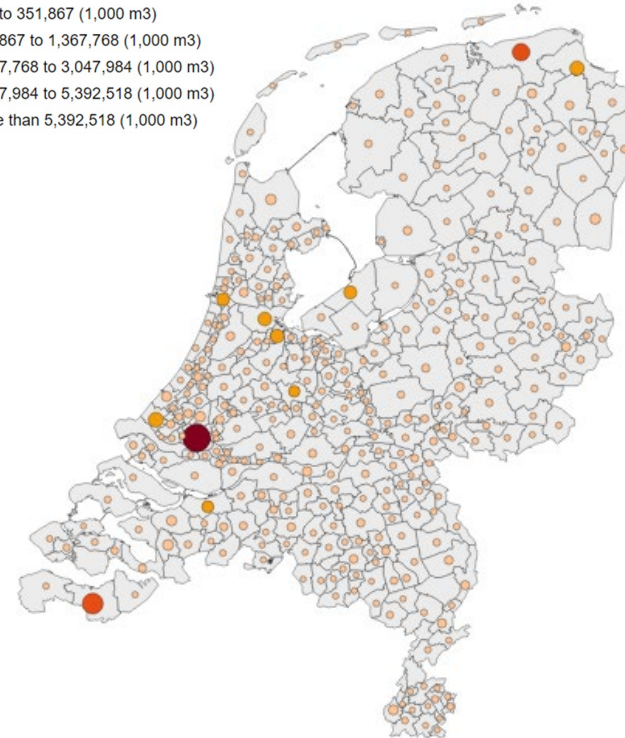 to 351,867 (1,000 m3)
867 to 1,367,768 (1,000 m3)
7,768 to 3,047,984 (1,000 m3)
7,984 to 5,392,518 (1,000 m3)
e than 5,392,518 (1,000 m3)